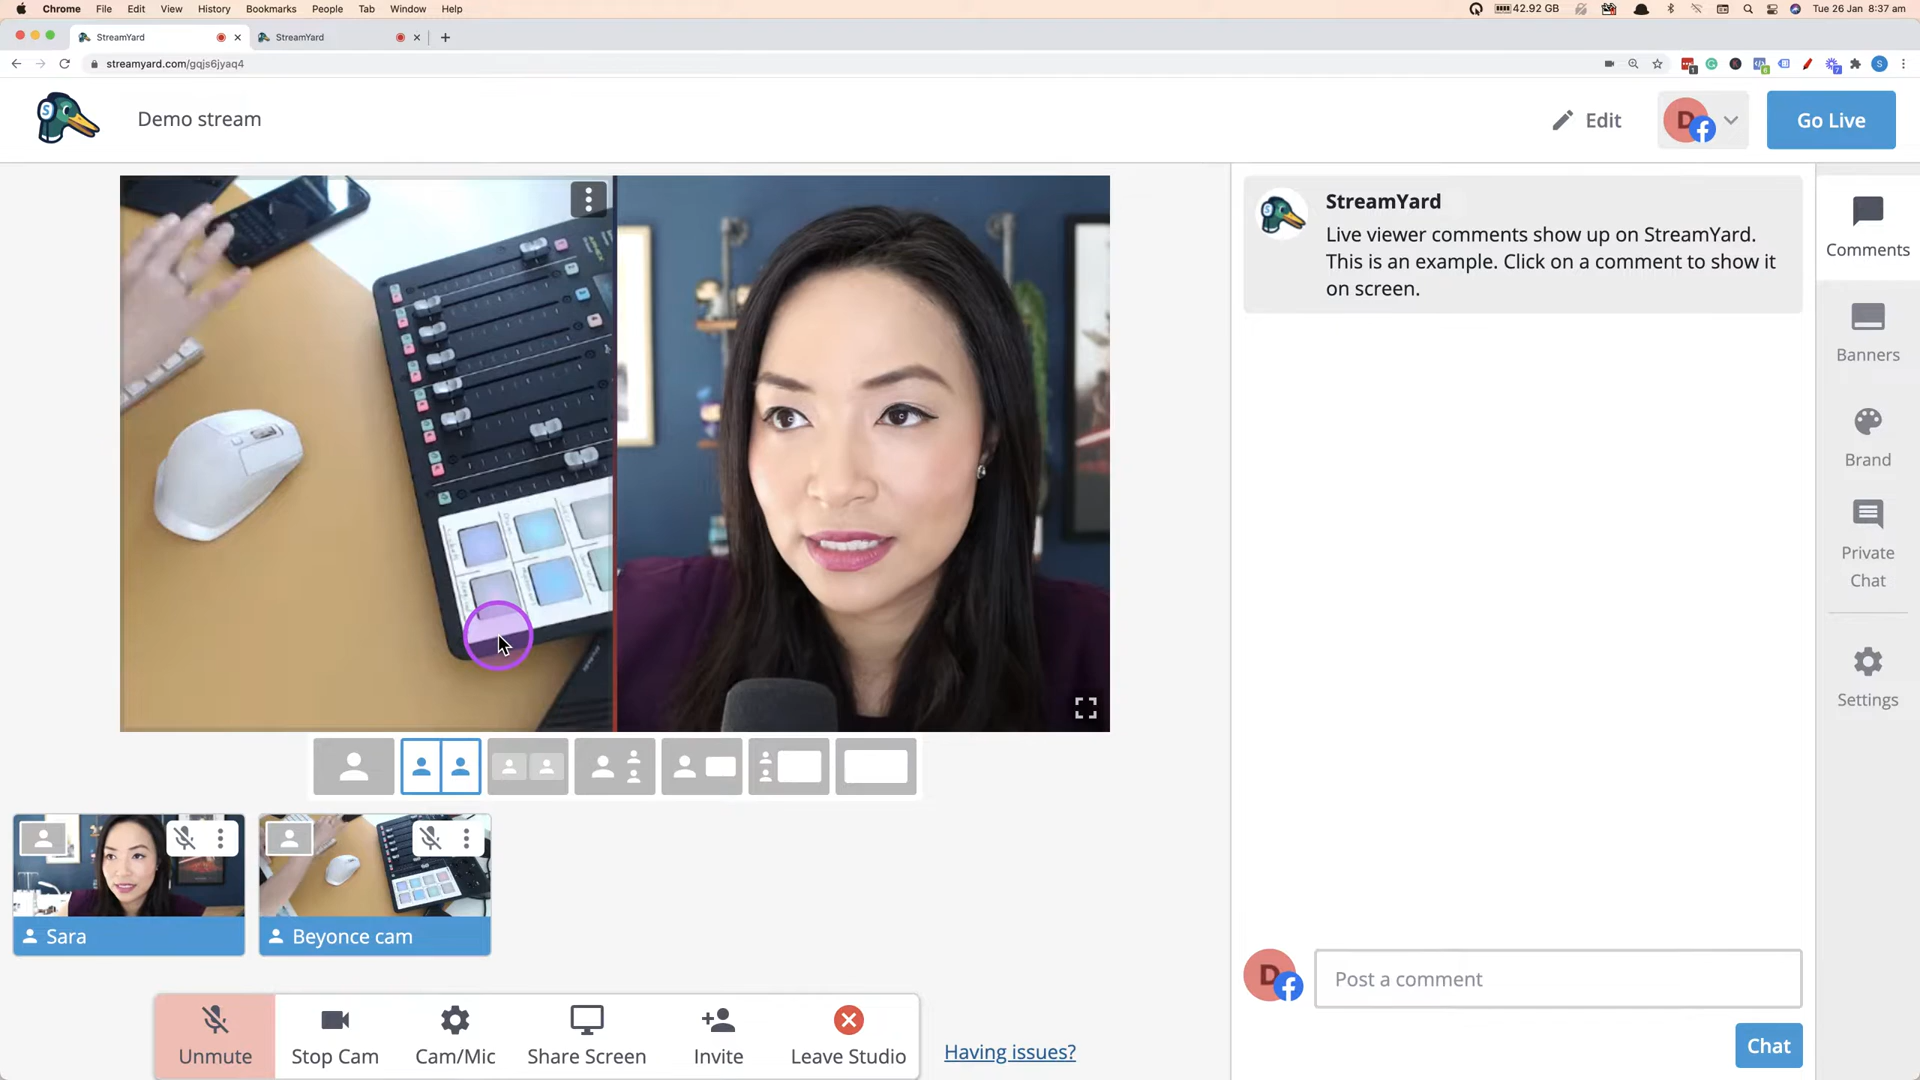 Chrome File Edit View History Bookmarks People Tab Window Help 42.92 GB Tue 26 Jan 8:37 am
StreamYard StreamYard
streamyard.com/gqjs6jyaq4
Demo stream
Edit
D
Go Live
StreamYard
Live viewer comments show up on StreamYard.
This is an example. Click on a comment to show it
on screen.
Comments
Banners
Brand
Private
Chat
Settings
Sara
Beyonce cam
D
Post a comment
Unmute Stop Cam Cam/Mic Share Screen Invite Leave Studio
Having issues?
Chat